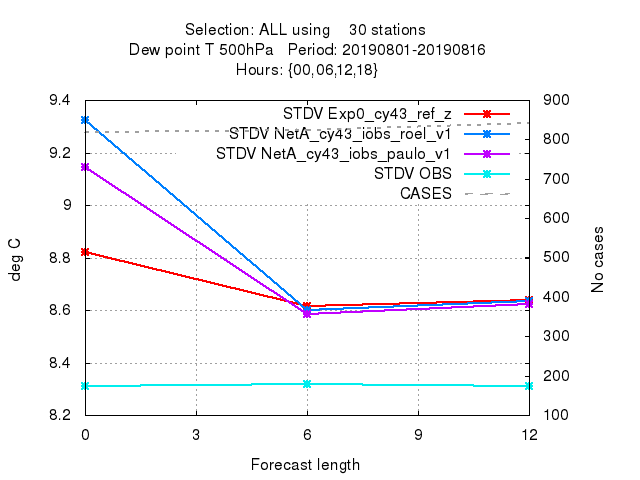 Selection: ALL using    30 stations
Dew point T 500hPa   Period: 20190801-20190816
Hours: {00,06,12,18}
9.4 900
STDV Exp0_cy43_ref_z
STDV NetA_cy43_iobs_roel_v1 800
9.2 STDV NetA_cy43_iobs_paulo_v1
STDV OBS 700
CASES
9 600
deg C
8.8 500
No cases
400
8.6
300
8.4 200
8.2 100
0 3 6 9 12
Forecast length